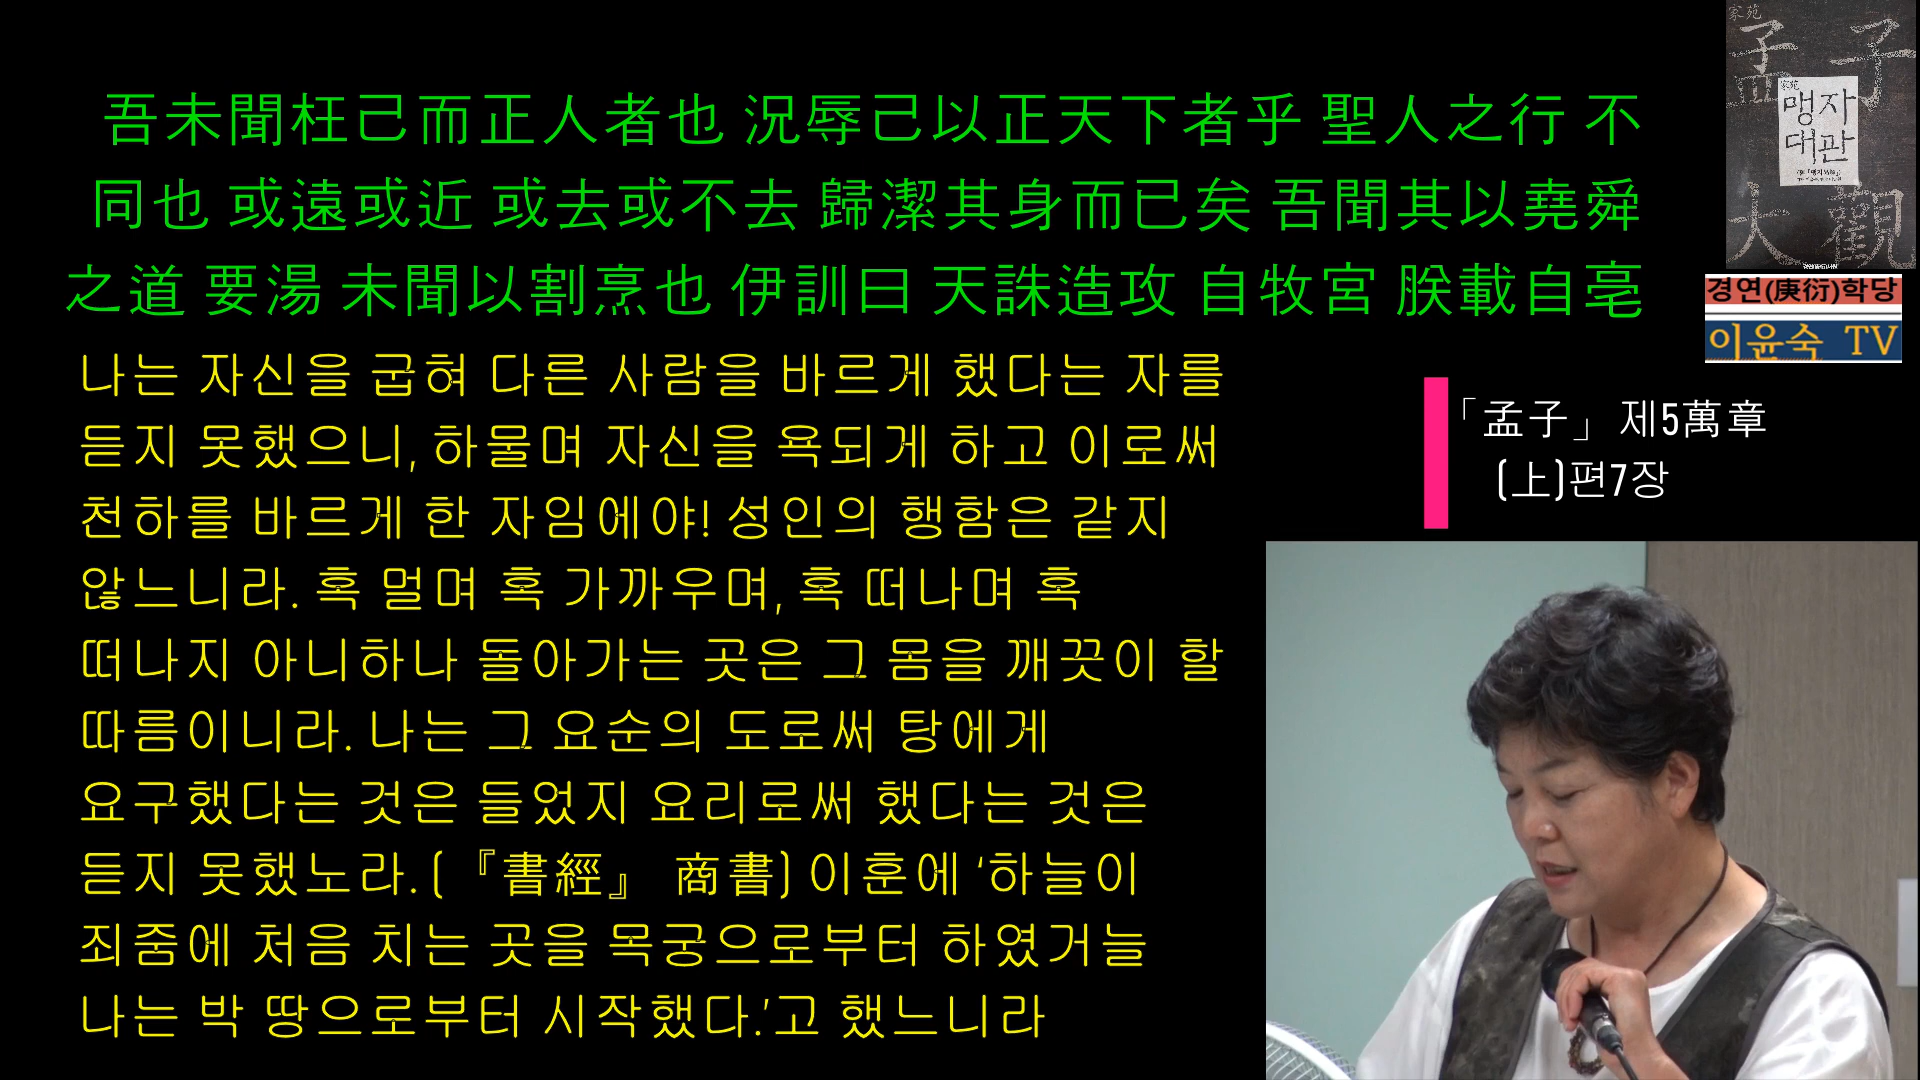 吾未聞枉己而正人者也 況辱己以正天下者乎 聖人之行 不
同也 或遠或近 或去或不去 歸潔其身而已矣 吾聞其以堯舜
之道 要湯 未聞以割烹也 伊訓曰 天誅造攻 自牧宮 朕載自亳
나는 자신을 굽혀 다른 사람을 바르게 했다는 자를
듣지 못했으니, 하물며 자신을 욕되게 하고 이로써
천하를 바르게 한 자임에야! 성인의 행함은 같지
않느니라. 혹 멀며 혹 가까우며, 혹 떠나며 혹
떠나지 아니하나 돌아가는 곳은 그 몸을 깨끗이 할
따름이니라. 나는 그 요순의 도로써 탕에게
요구했다는 것은 들었지 요리로써 했다는 것은
듣지 못했노라. (『書經』 商書) 이훈에 ‘하늘이
죄줌에 처음 치는 곳을 목궁으로부터 하였거늘
나는 박 땅으로부터 시작했다.’고 했느니라
家苑
孟子
맹자
대관
大觀
경연(庚衍)학당
이윤숙 TV
「孟子」 제5萬章
(上)편7장